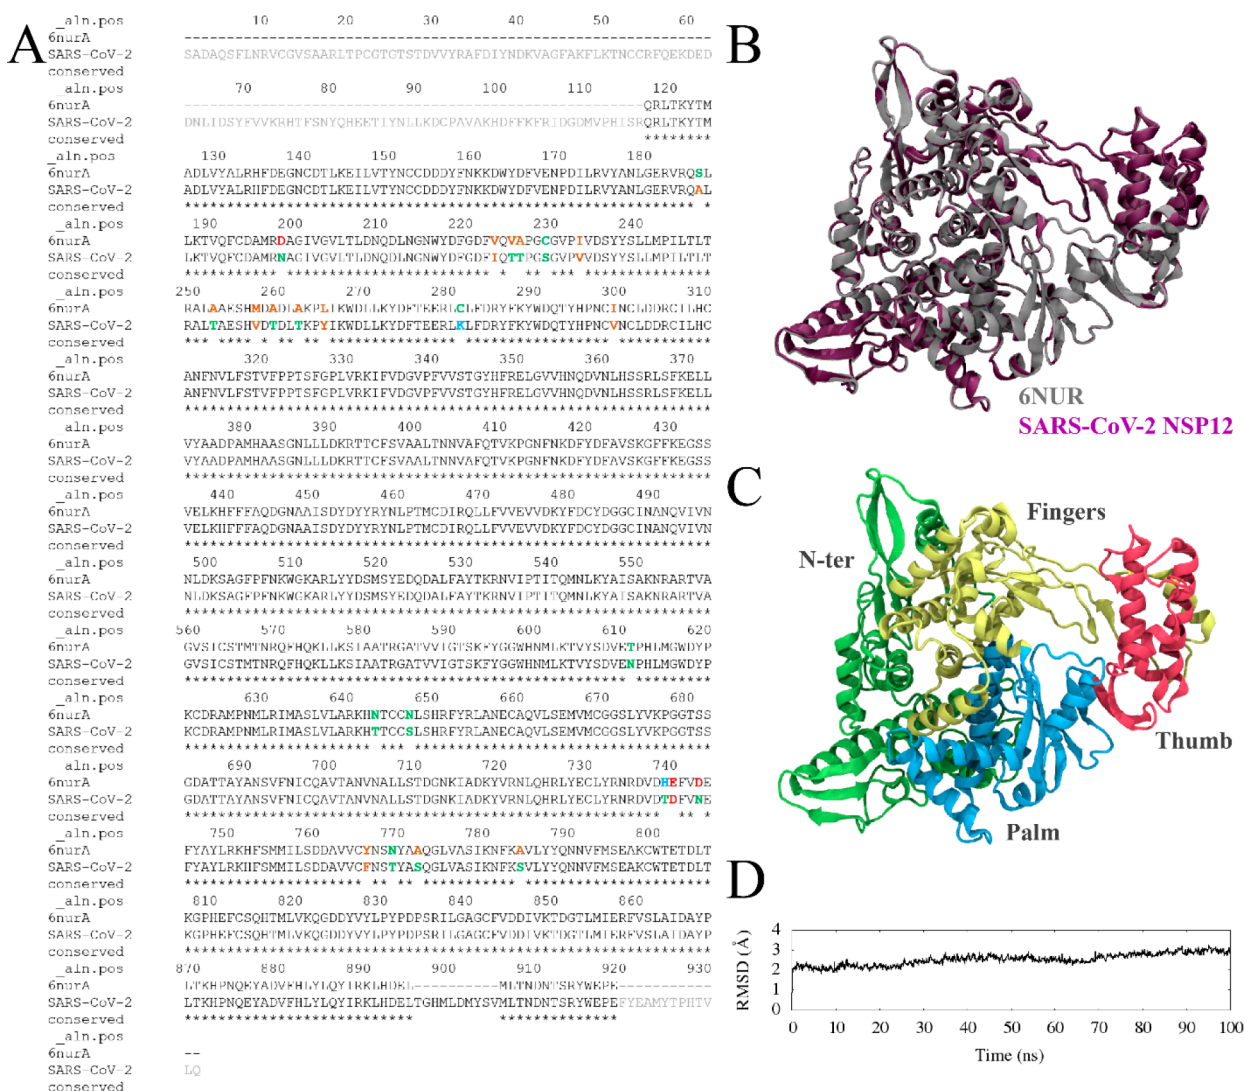 A
_aln.pos 10 20 30 40 50 60
6nurA --------------------------------------------------------------
SARS-CoV-2 SADAQSFLNRVCGVSAARLTPCGTGTSTDVVYRAFDIYNDKVAGFAKFLKTNCCRFQEKDED
conserved
_aln.pos 70 80 90 100 110 120
6nurA ------------------------------------------------------QRLTKYTM
SARS-CoV-2 DNLIDSYFVVKRHTFSNYQHEETIYNLLKDCPAVAKHDFFKFRIDGDMVPHISRQRLTKYTM
conserved ********
_aln.pos 130 140 150 160 170 180
6nurA ADLVYALRHFDEGNCDTLKEILVTYNCCDDDYFNKKDWYDFVENPDILRVYANLGERVRQSL
SARS-CoV-2 ADLVYALRHFDEGNCDTLKEILVTYNCCDDDYFNKKDWYDFVENPDILRVYANLGERVRQAL
conserved ************************************************************ *
_aln.pos 190 200 210 220 230 240
6nurA LKTVQFCDAMRDAGIVGVLTLDNQDLNGNWYDFGDFVQVAPGCGVPIVDSYYSLLMPILTLT
SARS-CoV-2 LKTVQFCDAMRNAGIVGVLTLDNQDLNGNWYDFGDFIQTTPGSGVPVVDSYYSLLMPILTLT
conserved *********** ************************ * ** *** ***************
_aln.pos 250 260 270 280 290 300 310
6nurA RALAAESHMDADLAKPLIKWDLLKYDFTEERLCLFDRYFKYWDQTYHPNCINCLDDRCILHC
SARS-CoV-2 RALTAESHVDTDLTKPYIKWDLLKYDFTEERLKLFDRYFKYWDQTYHPNCVNCLDDRCILHC
conserved *** **** * ** ** *************** ***************** ***********
_aln.pos 320 330 340 350 360 370
6nurA ANFNVLFSTVFPPTSFGPLVRKIFVDGVPFVVSTGYHFRELGVVHNQDVNLHSSRLSFKELL
SARS-CoV-2 ANFNVLFSTVFPPTSFGPLVRKIFVDGVPFVVSTGYHFRELGVVHNQDVNLHSSRLSFKELL
conserved **************************************************************
_aln.pos 380 390 400 410 420 430
6nurA VYAADPAMHAASGNLLLDKRTTCFSVAALTNNVAFQTVKPGNFNKDFYDFAVSKGFFKEGSS
SARS-CoV-2 VYAADPAMHAASGNLLLDKRTTCFSVAALTNNVAFQTVKPGNFNKDFYDFAVSKGFFKEGSS
conserved **************************************************************
_aln.pos 440 450 460 470 480 490
6nurA VELKHFFFAQDGNAAISDYDYYRYNLPTMCDIRQLLFVVEVVDKYFDCYDGGCINANQVIVN
SARS-CoV-2 VELKHFFFAQDGNAAISDYDYYRYNLPTMCDIRQLLFVVEVVDKYFDCYDGGCINANQVIVN
conserved **************************************************************
_aln.pos 500 510 520 530 540 550
6nurA NLDKSAGFPFNKWGKARLYYDSMSYEDQDALFAYTKRNVIPTITQMNLKYAISAKNRARTVA
SARS-CoV-2 NLDKSAGFPFNKWGKARLYYDSMSYEDQDALFAYTKRNVIPTITQMNLKYAISAKNRARTVA
conserved **************************************************************
_aln.pos 560 570 580 590 600 610 620
6nurA GVSICSTMTNRQFHQKLLKSIAATRGATVVIGTSKFYGGWHNMLKTVYSDVETPHLMGWDYP
SARS-CoV-2 GVSICSTMTNRQFHQKLLKSIAATRGATVVIGTSKFYGGWHNMLKTVYSDVENPHLMGWDYP
conserved **************************************************** *********
_aln.pos 630 640 650 660 670 680
6nurA KCDRAMPNMLRIMASLVLARKHNTCCNLSHRFYRLANECAQVLSEMVMCGGSLYVKPGGTSS
SARS-CoV-2 KCDRAMPNMLRIMASLVLARKHTTCCSLSHRFYRLANECAQVLSEMVMCGGSLYVKPGGTSS
conserved ********************** *** ***********************************
_aln.pos 690 700 710 720 730 740
6nurA GDATTAYANSVFNICQAVTANVNALLSTDGNKIADKYVRNLQHRLYECLYRNRDVDHEFVDE
SARS-CoV-2 GDATTAYANSVFNICQAVTANVNALLSTDGNKIADKYVRNLQHRLYECLYRNRDVDTDFVNE
conserved ******************************************************** ** *
_aln.pos 750 760 770 780 790 800
6nurA FYAYLRKHFSMMILSDDAVVCYNSNYAAQGLVASIKNFKAVLYYQNNVFMSEAKCWTETDLT
SARS-CoV-2 FYAYLRKHFSMMILSDDAVVCFNSTYASQGLVASIKNFKSVLYYQNNVFMSEAKCWTETDLT
conserved ********************* ** ** *********** **********************
_aln.pos 810 820 830 840 850 860
6nurA KGPHEFCSQHTMLVKQGDDYVYLPYPDPSRILGAGCFVDDIVKTDGTLMIERFVSLAIDAYP
SARS-CoV-2 KGPHEFCSQHTMLVKQGDDYVYLPYPDPSRILGAGCFVDDIVKTDGTLMIERFVSLAIDAYP
conserved **************************************************************
_aln.pos 870 880 890 900 910 920 930
6nurA LTKHPNQEYADVFHLYLQYIRKLHDEL----------MLTNDNTSRYWEPE-----------
SARS-CoV-2 LTKHPNQEYADVFHLYLQYIRKLHDELTGHMLDMYSVMLTNDNTSRYWEPEFYEAMYTPHTV
conserved *************************** **************
_aln.pos
6nurA --
SARS-CoV-2 LQ
conserved
B
6NUR
SARS-CoV-2 NSP12
C
Fingers
N-ter
Thumb
Palm
D
RMSD (Å)
4
3
2
1
0
0 10 20 30 40 50 60 70 80 90 100
Time (ns)